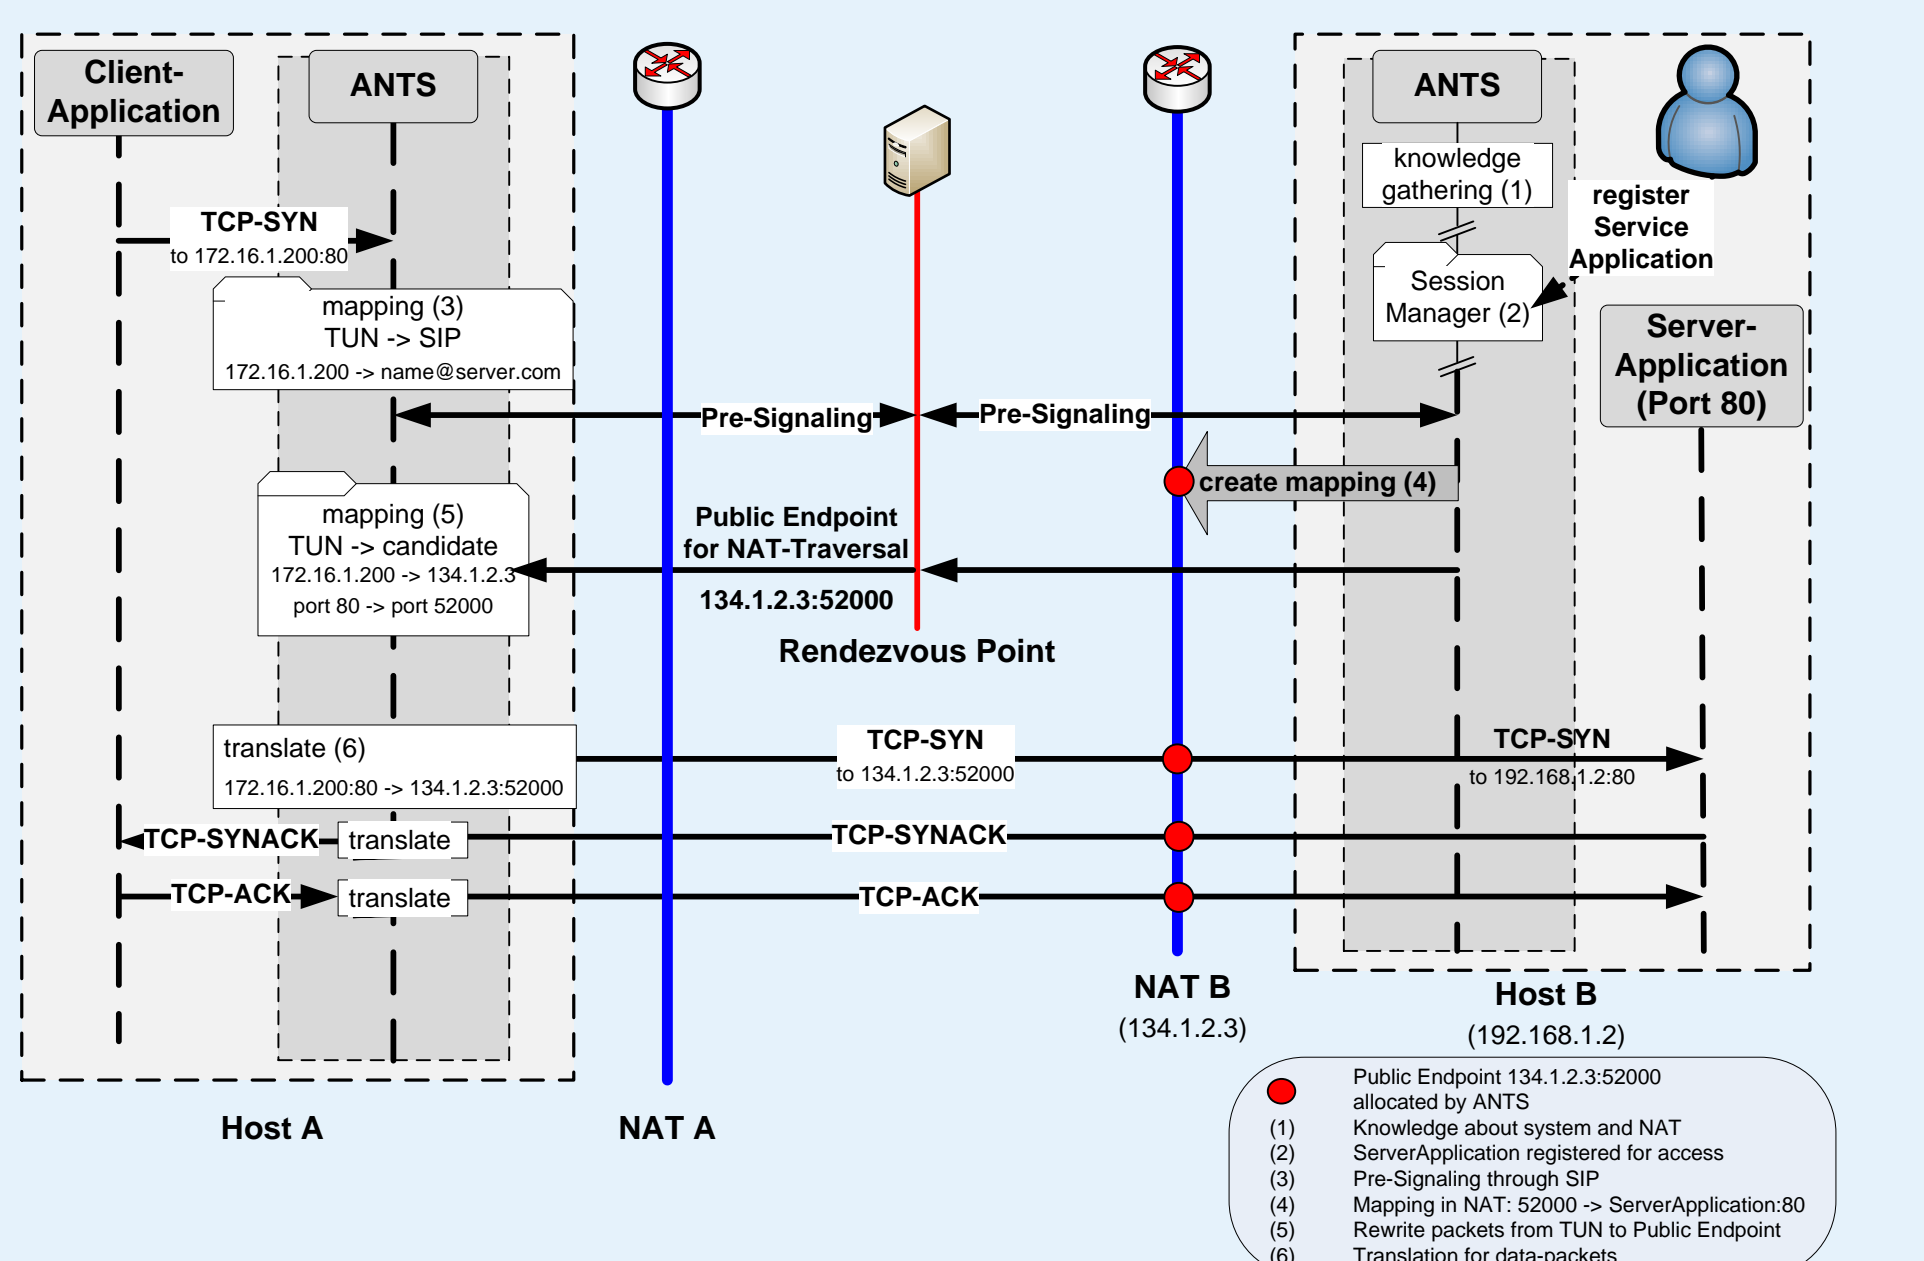 Client-
Application
ANTS
TCP-SYN
to 172.16.1.200:80
mapping (3)
TUN -> SIP
172.16.1.200 -> name@server.com
Pre-Signaling
Pre-Signaling
ANTS
knowledge
gathering (1)
register
Service
Application
Session
Manager (2)
Server-
Application
(Port 80)
create mapping (4)
mapping (5)
TUN -> candidate
172.16.1.200 -> 134.1.2.3
port 80 -> port 52000
Public Endpoint
for NAT-Traversal
134.1.2.3:52000
Rendezvous Point
translate (6)
172.16.1.200:80 -> 134.1.2.3:52000
TCP-SYN
to 134.1.2.3:52000
TCP-SYN
to 192.168.1.2:80
TCP-SYNACK
translate
TCP-SYNACK
TCP-ACK
translate
TCP-ACK
NAT B
(134.1.2.3)
Host B
(192.168.1.2)
Host A
NAT A
Public Endpoint 134.1.2.3:52000
allocated by ANTS
(1) Knowledge about system and NAT
(2) ServerApplication registered for access
(3) Pre-Signaling through SIP
(4) Mapping in NAT: 52000 -> ServerApplication:80
(5) Rewrite packets from TUN to Public Endpoint
(6) Translation for data-packets